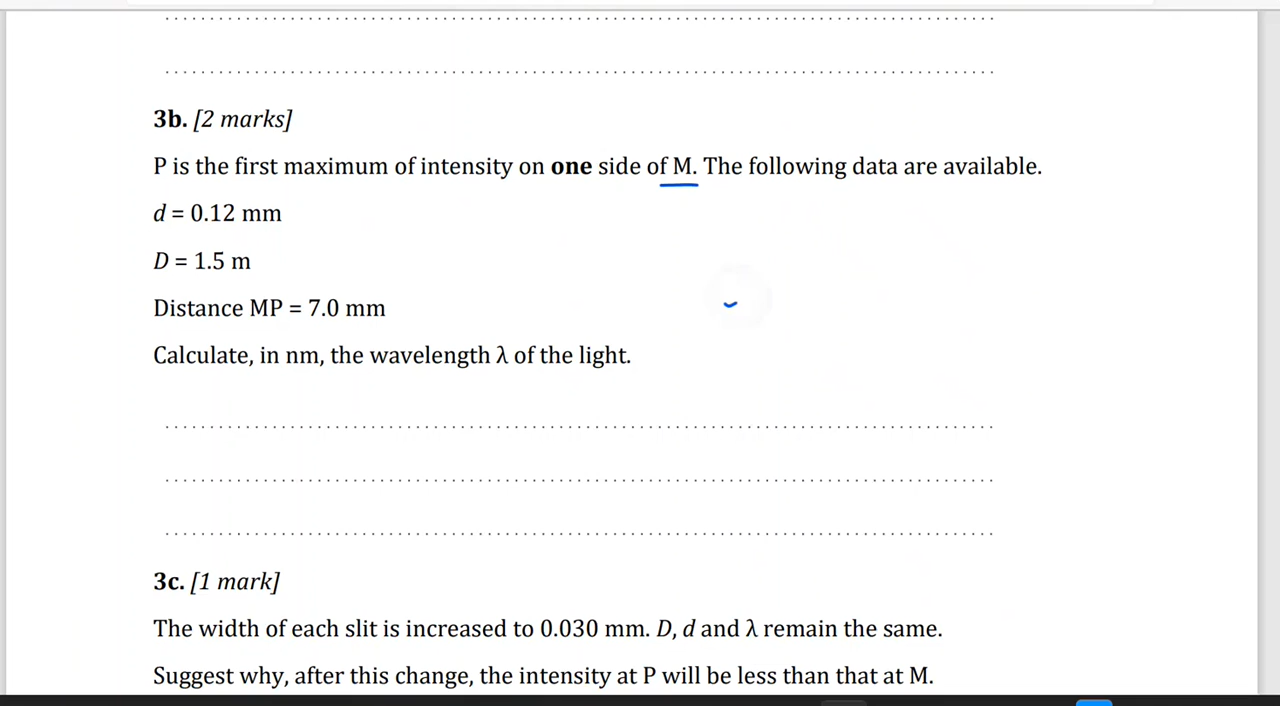 3b. [2 marks]
P is the first maximum of intensity on one side of M. The following data are available.
d = 0.12 mm
D = 1.5 m
Distance MP = 7.0 mm
Calculate, in nm, the wavelength λ of the light.
3c. [1 mark]
The width of each slit is increased to 0.030 mm. D, d and λ remain the same.
Suggest why, after this change, the intensity at P will be less than that at M.